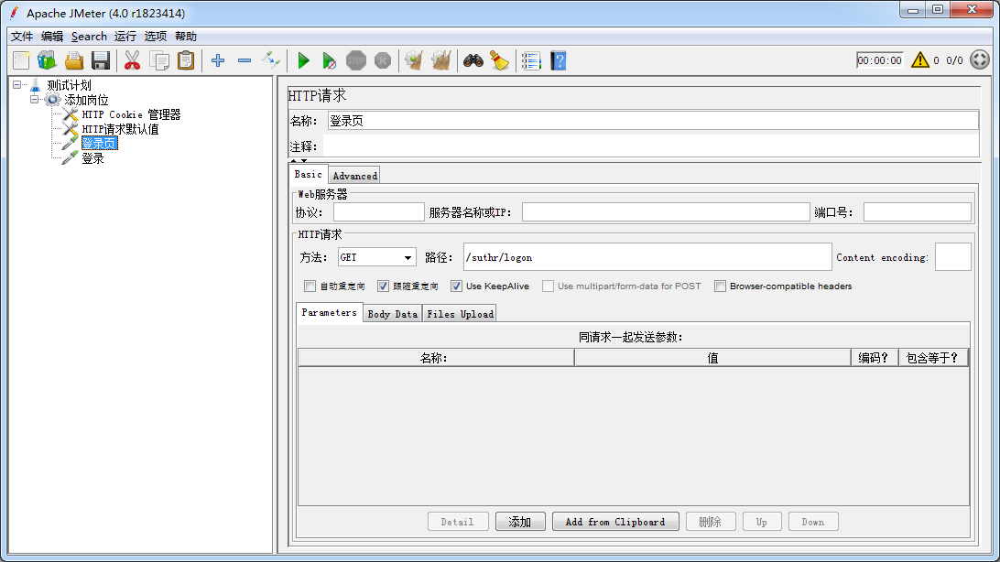 Apache JMeter (4.0 r1823414)
文件 编辑 Search 运行 选项 帮助
STOP 00:00:00 0 0/0
测试计划
添加岗位
HTTP Cookie 管理器
HTTP请求默认值
登录页
登录
HTTP请求
名称： 登录页
注释：
Basic Advanced
Web服务器
协议： 服务器名称或IP： 端口号：
HTTP请求
方法： GET 路径： /suthr/logon Content encoding:
自动重定向 跟随重定向 Use KeepAlive Use multipart/form-data for POST Browser-compatible headers
Parameters Body Data Files Upload
同请求一起发送参数：
名称： 值 编码? 包含等于?
Detail 添加 Add from Clipboard 删除 Up Down